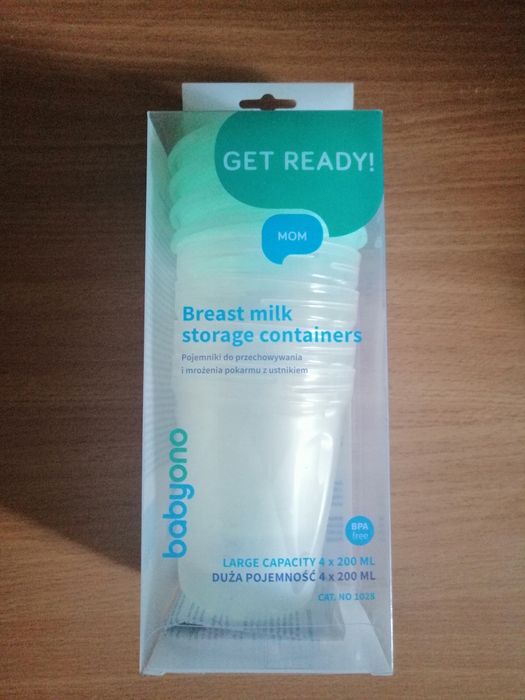 GET READY!
MOM
Breast milk
storage containers
Pojemniki do przechowywania
i mrożenia pokarmu z ustnikiem
babyono
BPA
free
LARGE CAPACITY 4 x 200 ML
DUŻA POJEMNOŚĆ 4 x 200 ML
CAT. NO 1028